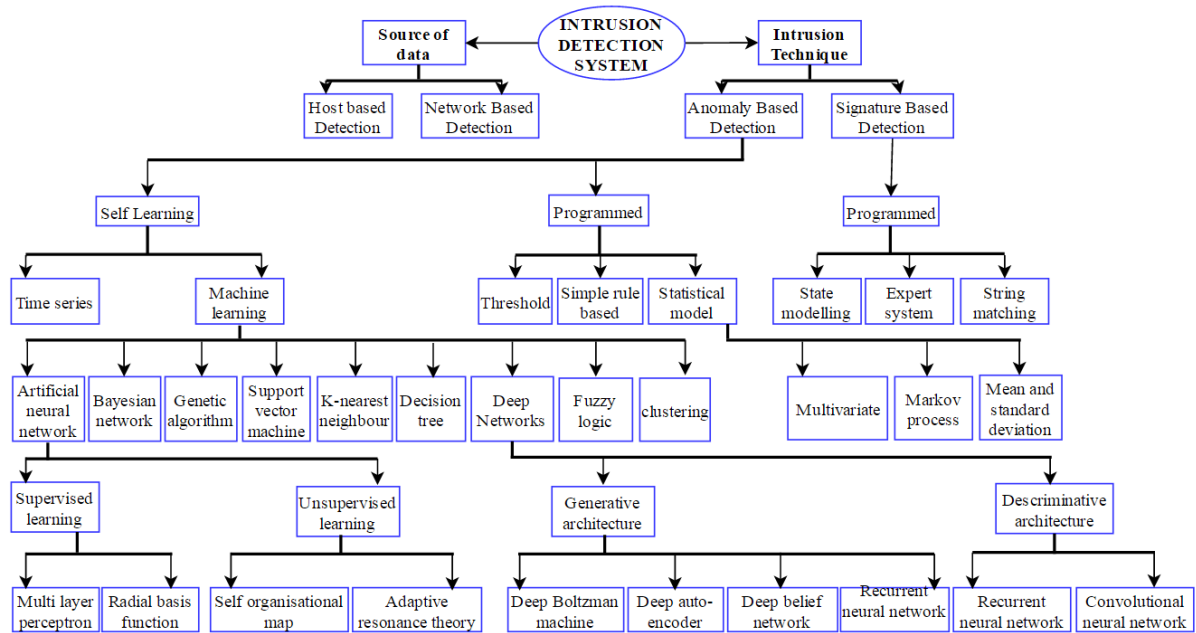 INTRUSION
DETECTION
SYSTEM
Source of
data
Intrusion
Technique
Host based
Detection
Network Based
Detection
Anomaly Based
Detection
Signature Based
Detection
Self Learning
Programmed
Programmed
Time series
Machine
learning
Threshold
Simple rule
based
Statistical
model
State
modelling
Expert
system
String
matching
Artificial
neural
network
Bayesian
network
Genetic
algorithm
Support
vector
machine
K-nearest
neighbour
Decision
tree
Deep
Networks
Fuzzy
logic
clustering
Multivariate
Markov
process
Mean and
standard
deviation
Supervised
learning
Unsupervised
learning
Generative
architecture
Descriminative
architecture
Multi layer
perceptron
Radial basis
function
Self organisational
map
Adaptive
resonance theory
Deep Boltzman
machine
Deep auto-
encoder
Deep belief
network
Recurrent
neural network
Recurrent
neural network
Convolutional
neural network